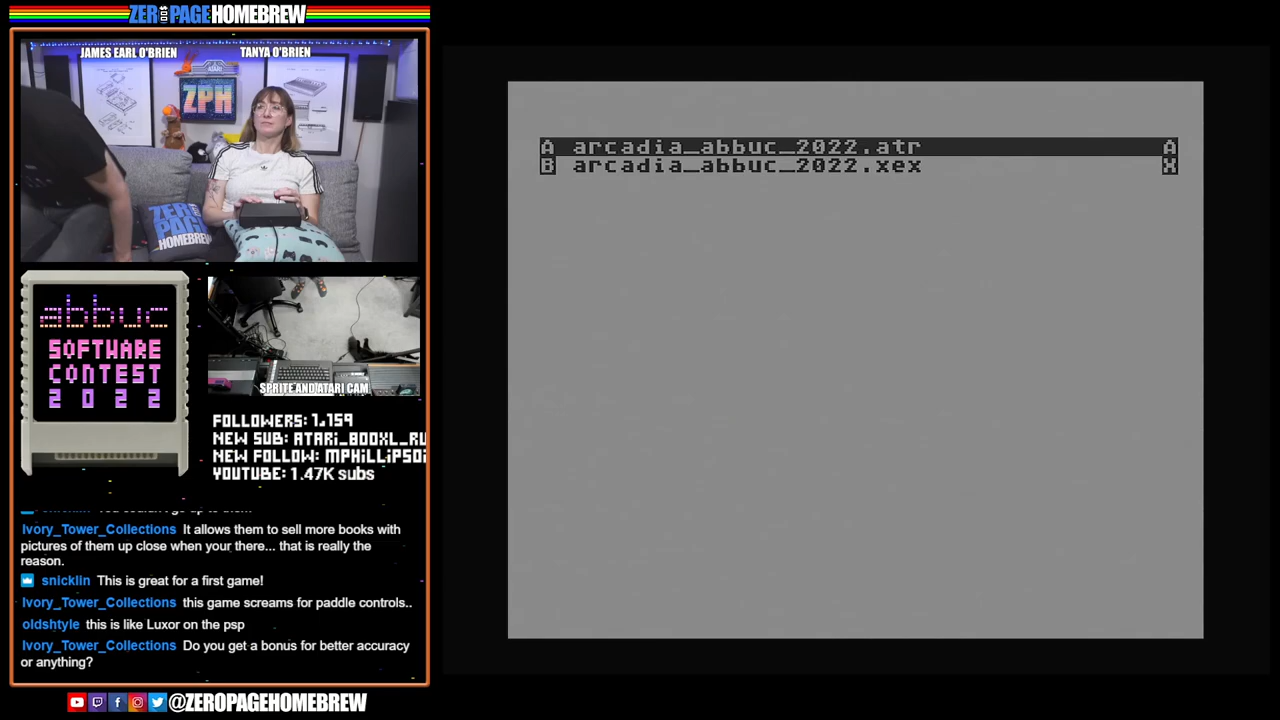 ZEROPAGE HOMEBREW
JAMES EARL O'BRIEN
TANYA O'BRIEN
ATARI
ZPH
ZERO
PAGE
HOMEBREW
abbuc
SOFTWARE
CONTEST
2022
SPRITE AND ATARI CAM
FOLLOWERS: 1,159
NEW SUB: ATARI_800XL_RU
NEW FOLLOW: MPHILLIPSOI
YOUTUBE: 1.47K subs
Ivory_Tower_Collections It allows them to sell more books with
pictures of them up close when your there... that is really the
reason.
snicklin This is great for a first game!
Ivory_Tower_Collections this game screams for paddle controls..
oldshtyle this is like Luxor on the psp
Ivory_Tower_Collections Do you get a bonus for better accuracy
or anything?
@ZEROPAGEHOMEBREW
A arcadia_abbuc_2022.atr A
B arcadia_abbuc_2022.xex X